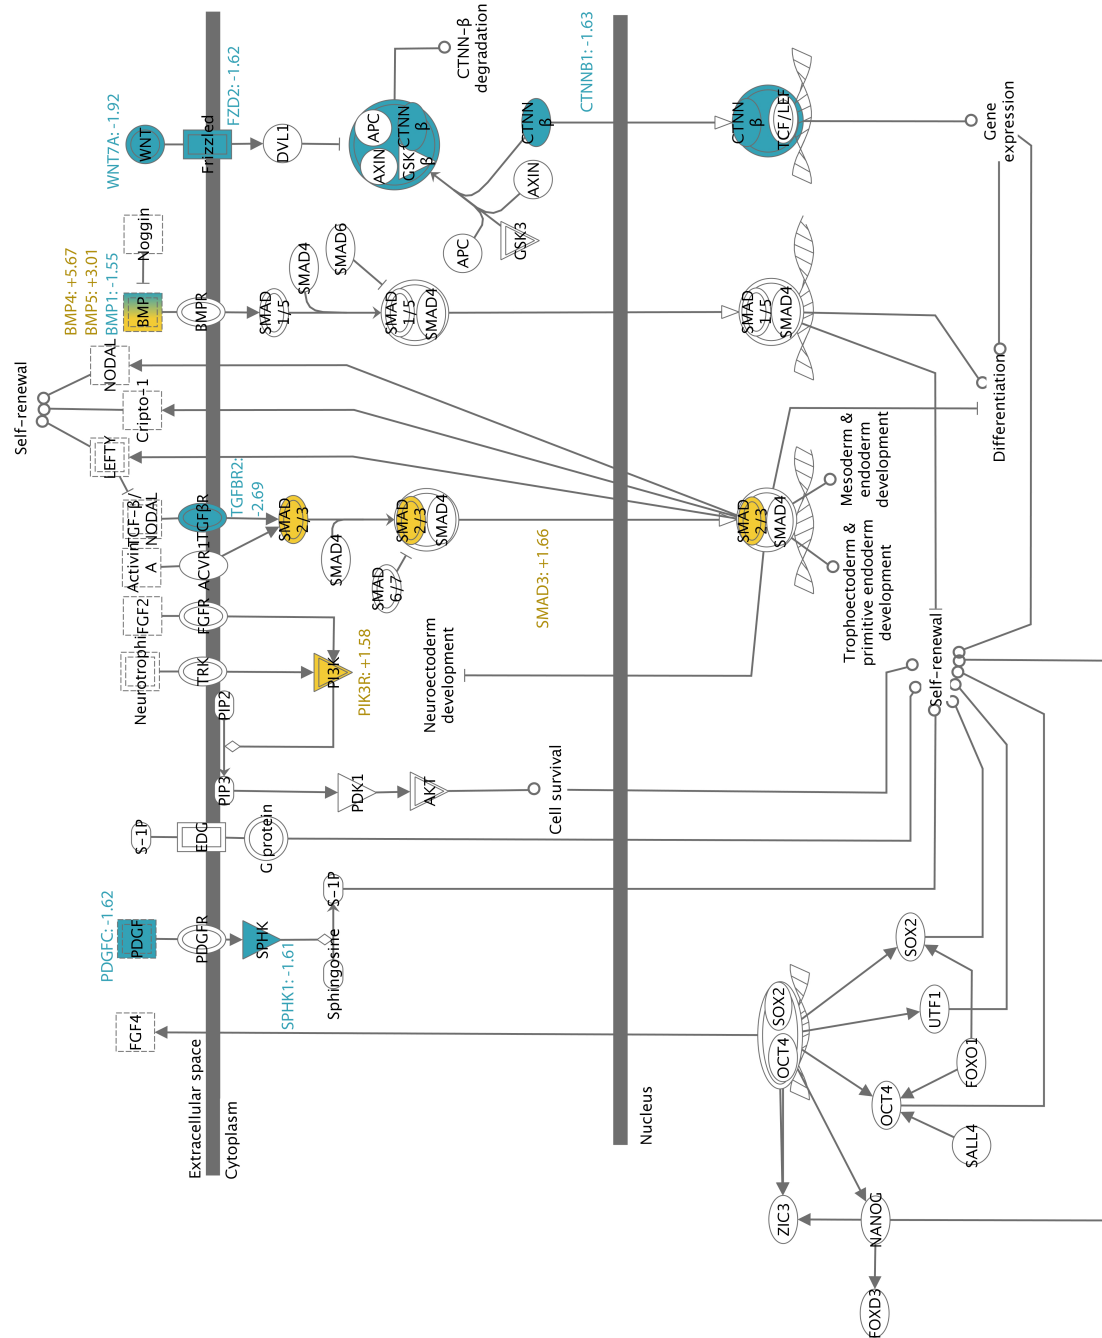 Self-renewal
BMP4: +5.67
BMP5: +3.01
BMP1: -1.55
PDGFC: -1.62
WNT7A: -1.92
LEFTY
NODAL
FGF4
PDGF
S-1P
Neurotrophi
FGF2
Activin
A
TGF-β/
NODAL
Cripto-1
BMP
Noggin
WNT
Extracellular space
PDGFR
EDG
TRK
FGFR
ACVR1
TGFβR
BMPR
Frizzled
Cytoplasm
PIP3
PIP2
TGFBR2:
-2.69
FZD2: -1.62
SPHK
G protein
SPHK1: -1.61
SMAD
2/3
SMAD
1/5
DVL1
SMAD4
Sphingosine
S-1P
PI3K
SMAD4
SMAD6
PDK1
PIK3R: +1.58
SMAD
6/7
AXIN
APC
GSK
β
CTNN
β
AKT
SMAD
2/3
SMAD4
SMAD
1/5
SMAD4
Neuroectoderm
development
APC
CTNN-β
degradation
GSK3
AXIN
CTNN
β
SMAD3: +1.66
Cell survival
CTNNB1: -1.63
Nucleus
OCT4
SOX2
SMAD
2/3
SMAD4
SMAD
1/5
SMAD4
CTNN
β
TCF/LEF
ZIC3
Trophoectoderm &
primitive endoderm
development
Mesoderm &
endoderm
development
FOXD3
NANOG
OCT4
SOX2
UTF1
Self-renewal
SALL4
FOXO1
Differentiation
Gene
expression